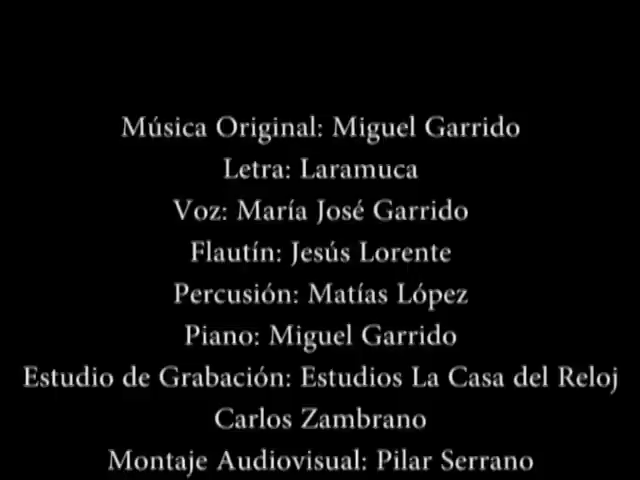 Música Original: Miguel Garrido
Letra: Laramuca
Voz: María José Garrido
Flautín: Jesús Lorente
Percusión: Matías López
Piano: Miguel Garrido
Estudio de Grabación: Estudios La Casa del Reloj
Carlos Zambrano
Montaje Audiovisual: Pilar Serrano